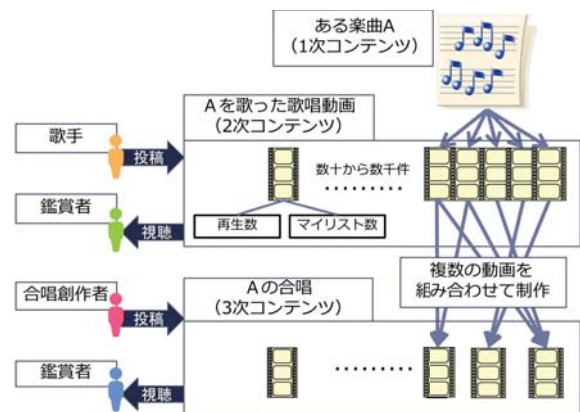 ある楽曲A
（1次コンテンツ）
Aを歌った歌唱動画
（2次コンテンツ）
歌手
投稿
数十から数千件
再生数
マイリスト数
鑑賞者
視聴
複数の動画を
組み合わせて制作
Aの合唱
（3次コンテンツ）
合唱創作者
投稿
鑑賞者
視聴